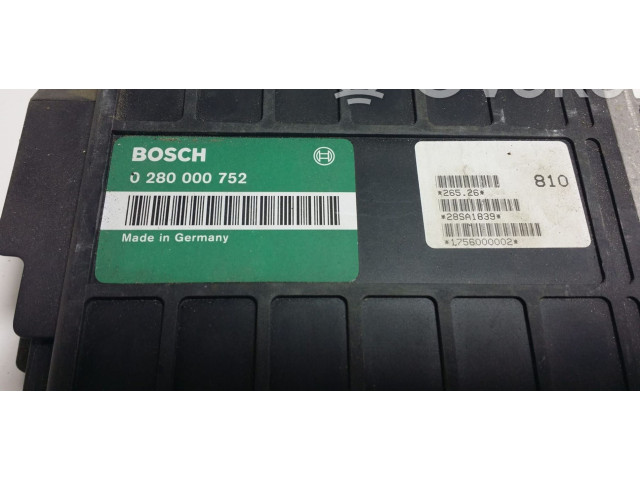 BOSCH
0 280 000 752
Made in Germany
810
*265.26*
*28SA1839*
*1756000002*